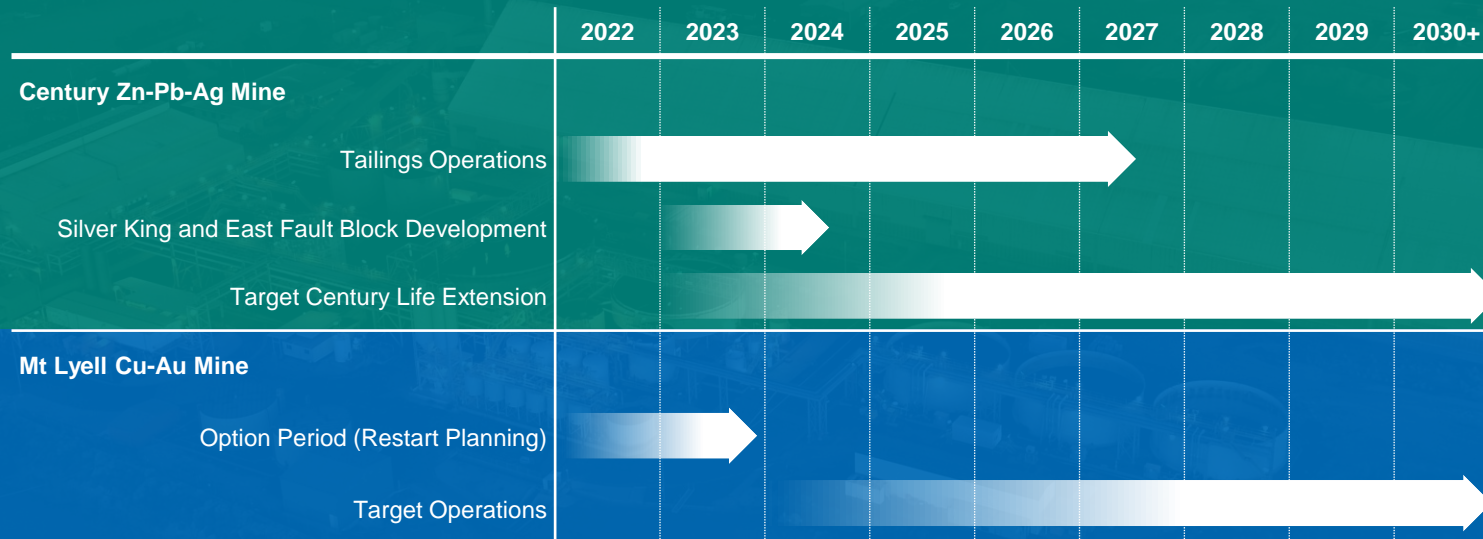 2022 2023 2024 2025 2026 2027 2028 2029 2030+
Century Zn-Pb-Ag Mine
Tailings Operations
Silver King and East Fault Block Development
Target Century Life Extension
Mt Lyell Cu-Au Mine
Option Period (Restart Planning)
Target Operations